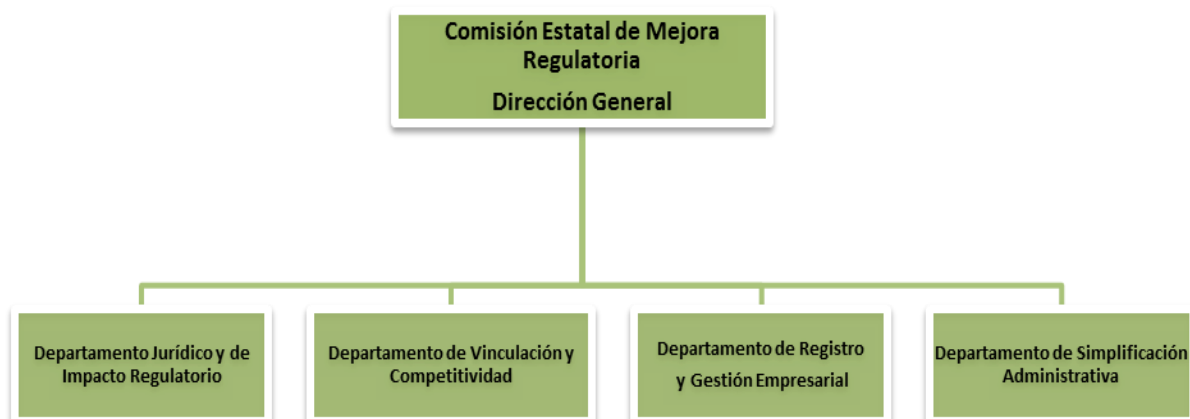 Comisión Estatal de Mejora
Regulatoria
Dirección General
Departamento Jurídico y de
Impacto Regulatorio
Departamento de Vinculación y
Competitividad
Departamento de Registro
y Gestión Empresarial
Departamento de Simplificación
Administrativa